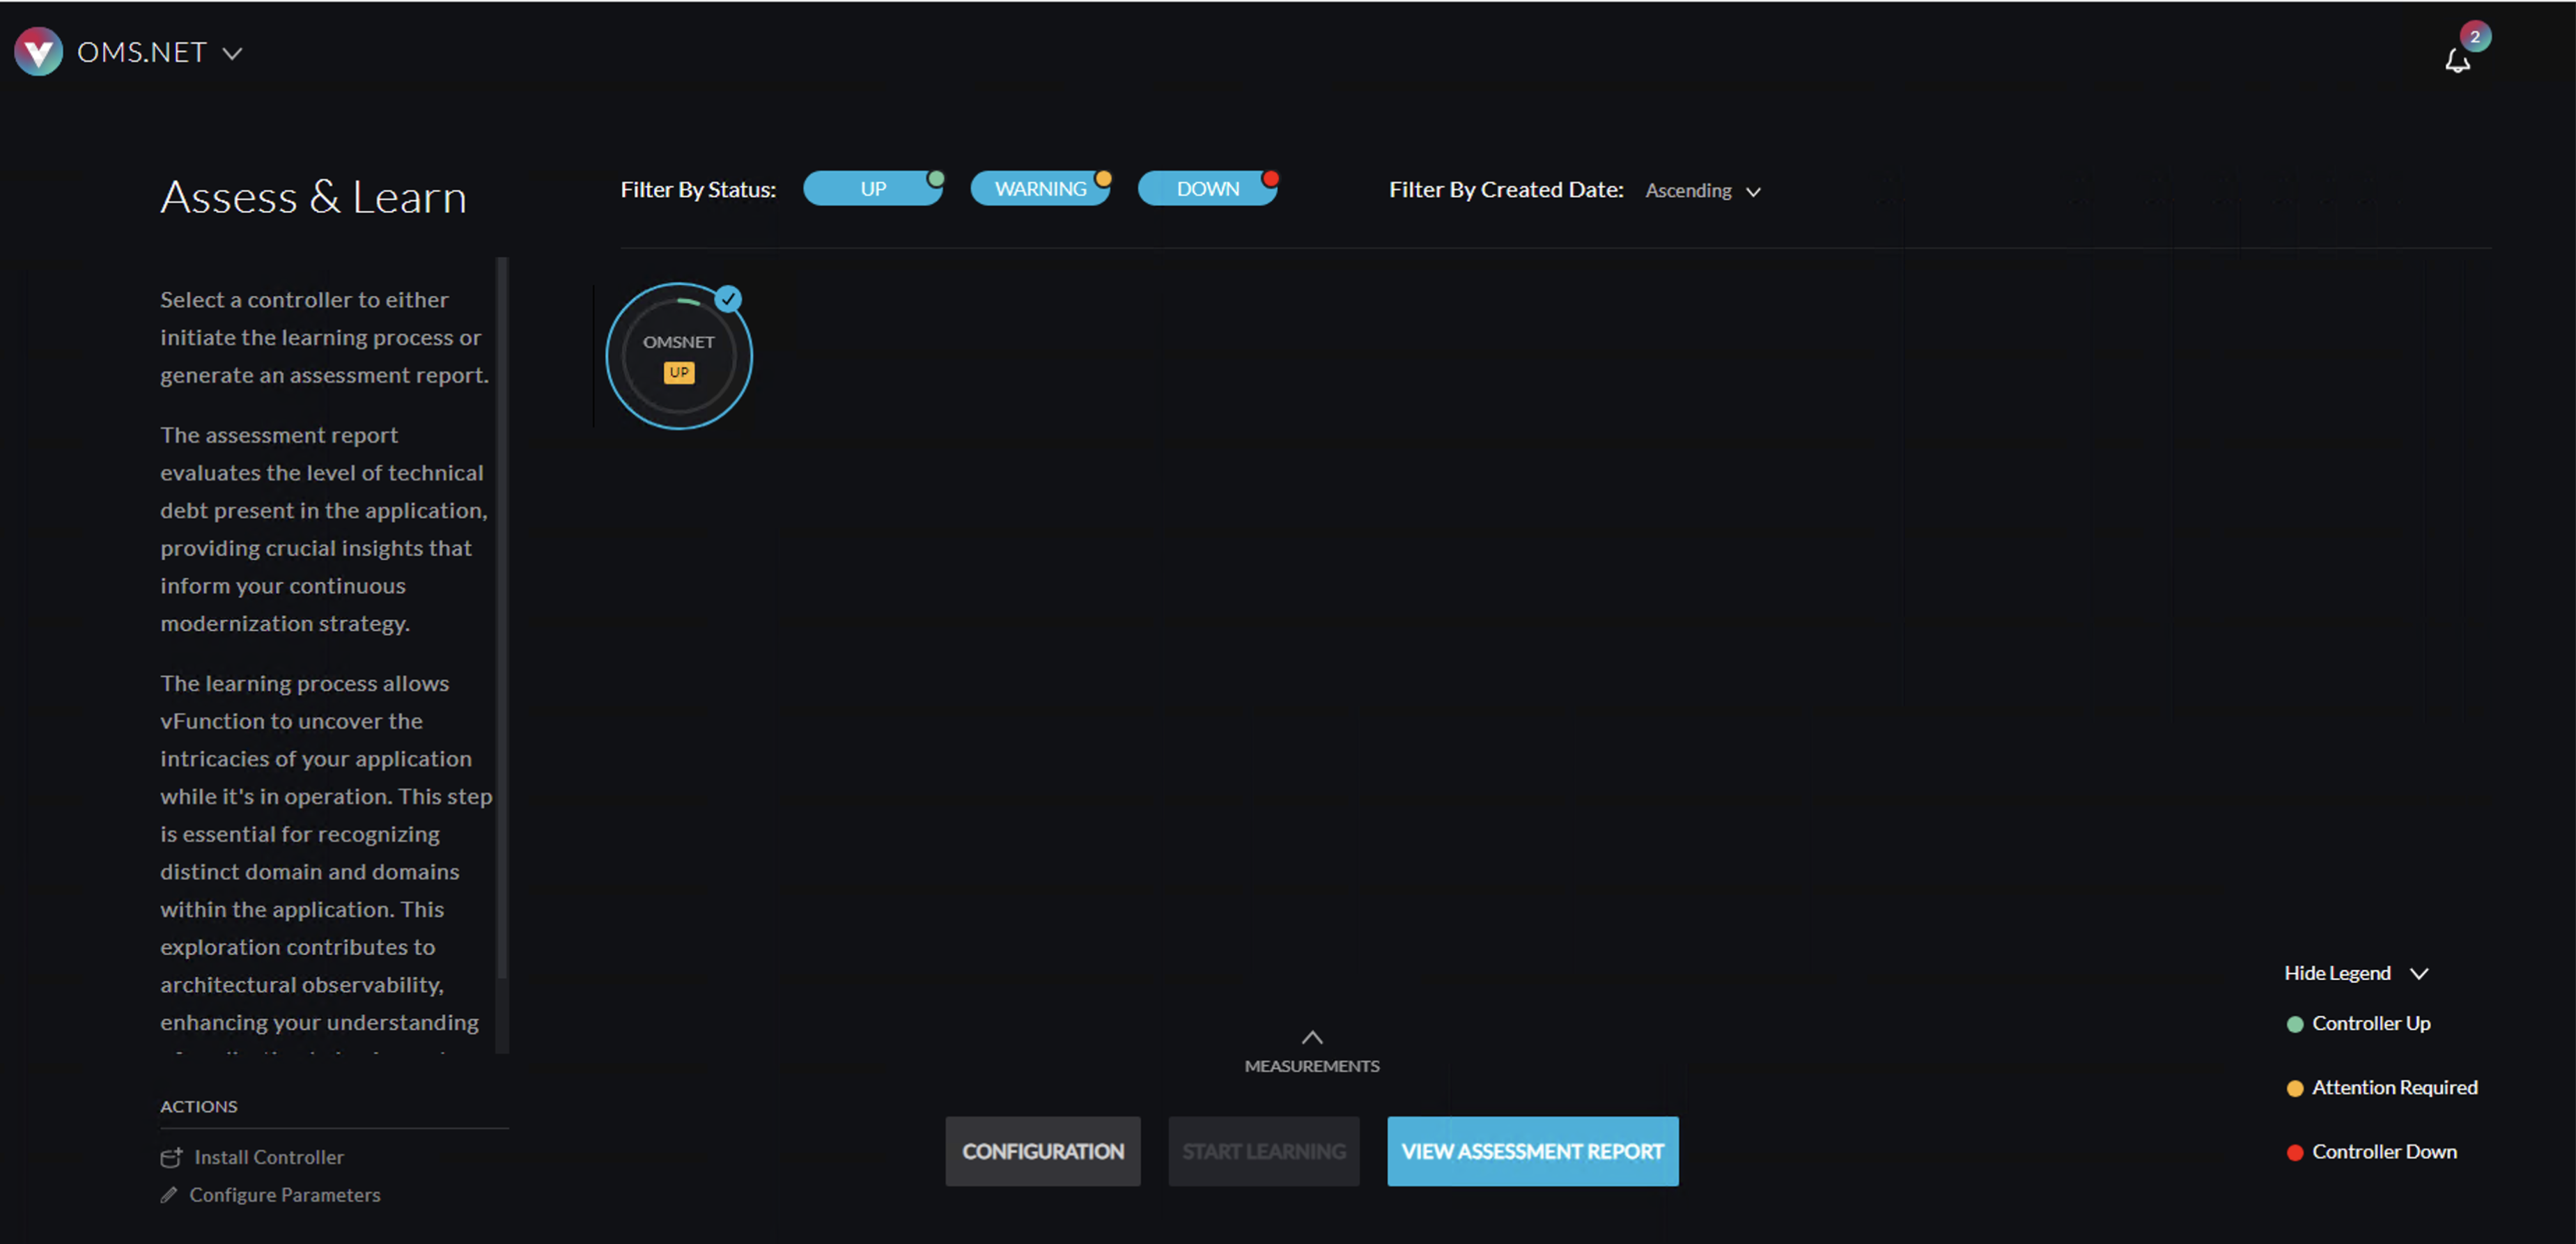 OMS.NET
2
Assess & Learn
Filter By Status:
UP
WARNING
DOWN
Filter By Created Date:
Ascending
Select a controller to either
initiate the learning process or
generate an assessment report.
The assessment report
evaluates the level of technical
debt present in the application,
providing crucial insights that
inform your continuous
modernization strategy.
The learning process allows
vFunction to uncover the
intricacies of your application
while it's in operation. This step
is essential for recognizing
distinct domain and domains
within the application. This
exploration contributes to
architectural observability,
enhancing your understanding
OMSNET
UP
ACTIONS
Install Controller
Configure Parameters
MEASUREMENTS
CONFIGURATION
START LEARNING
VIEW ASSESSMENT REPORT
Hide Legend
Controller Up
Attention Required
Controller Down